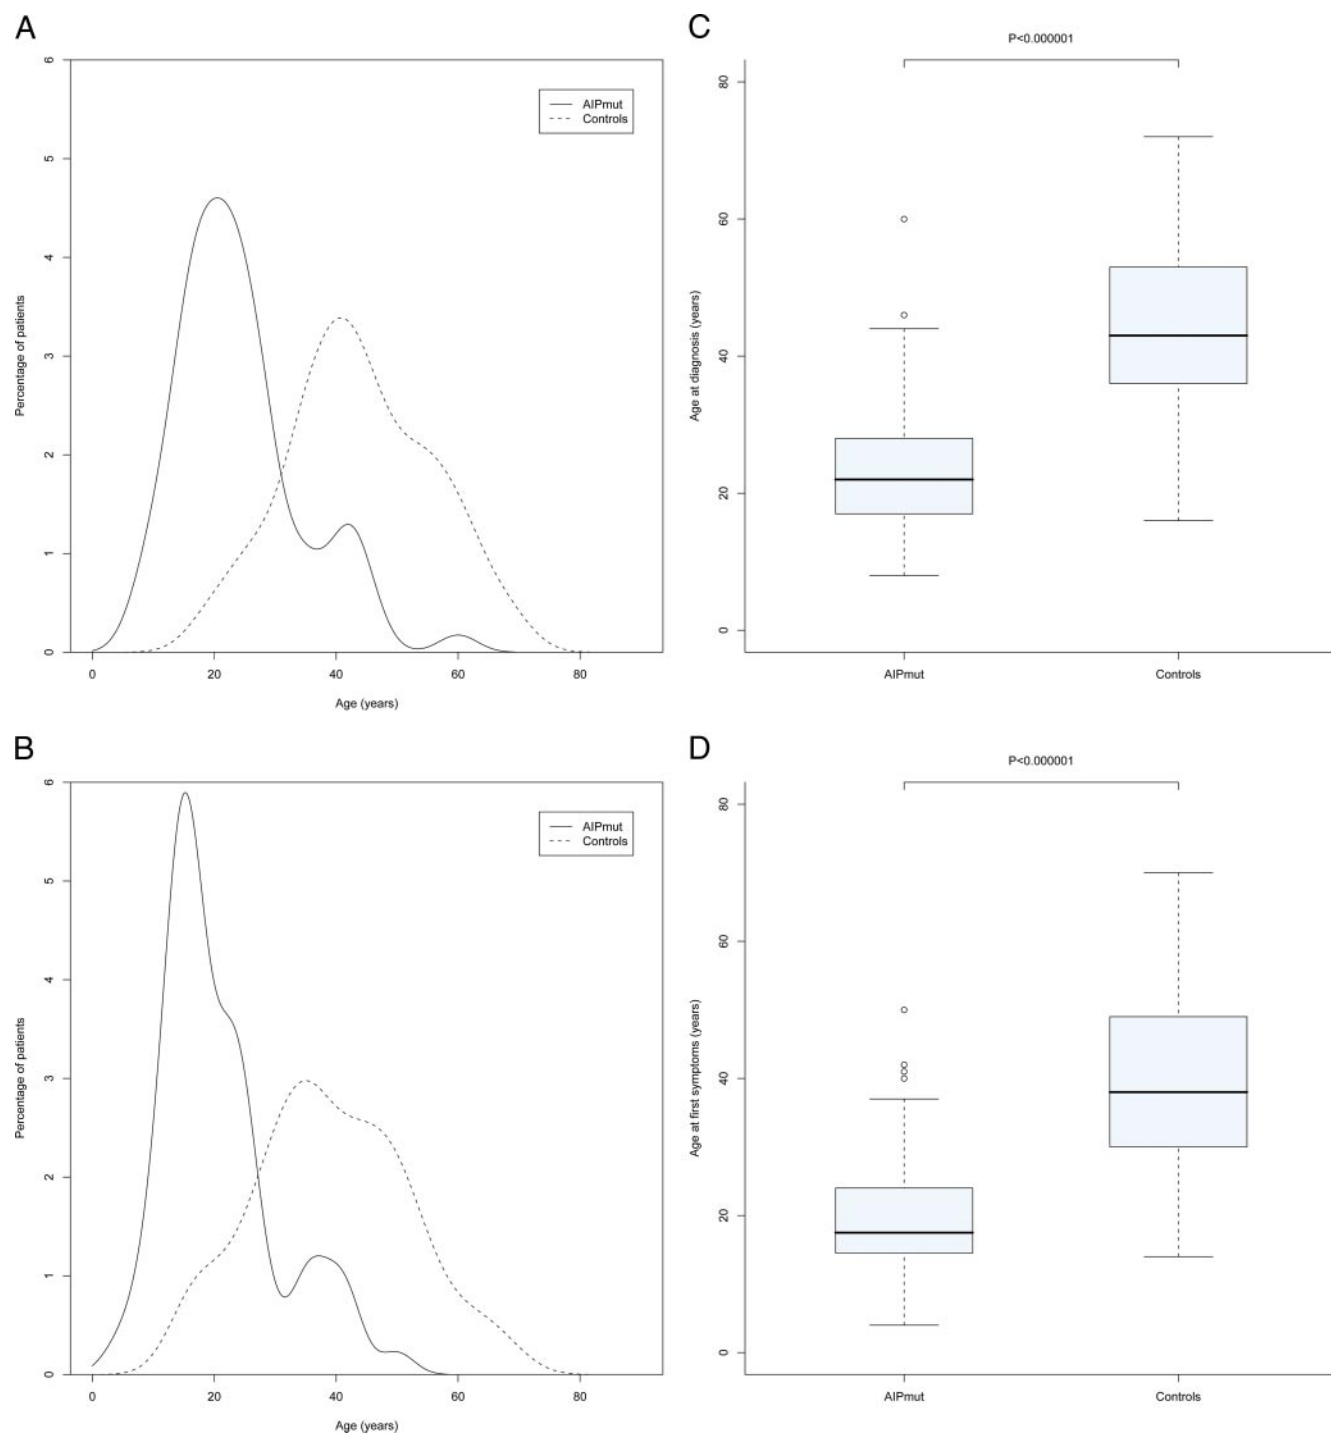 A
6
5
4
3
2
1
0
Percentage of patients
AIPmut
Controls
0 20 40 60 80
Age (years)
C
P<0.000001
80
60
40
20
0
Age at diagnosis (years)
AIPmut Controls
B
6
5
4
3
2
1
0
Percentage of patients
AIPmut
Controls
0 20 40 60 80
Age (years)
D
P<0.000001
80
60
40
20
0
Age at first symptoms (years)
AIPmut Controls